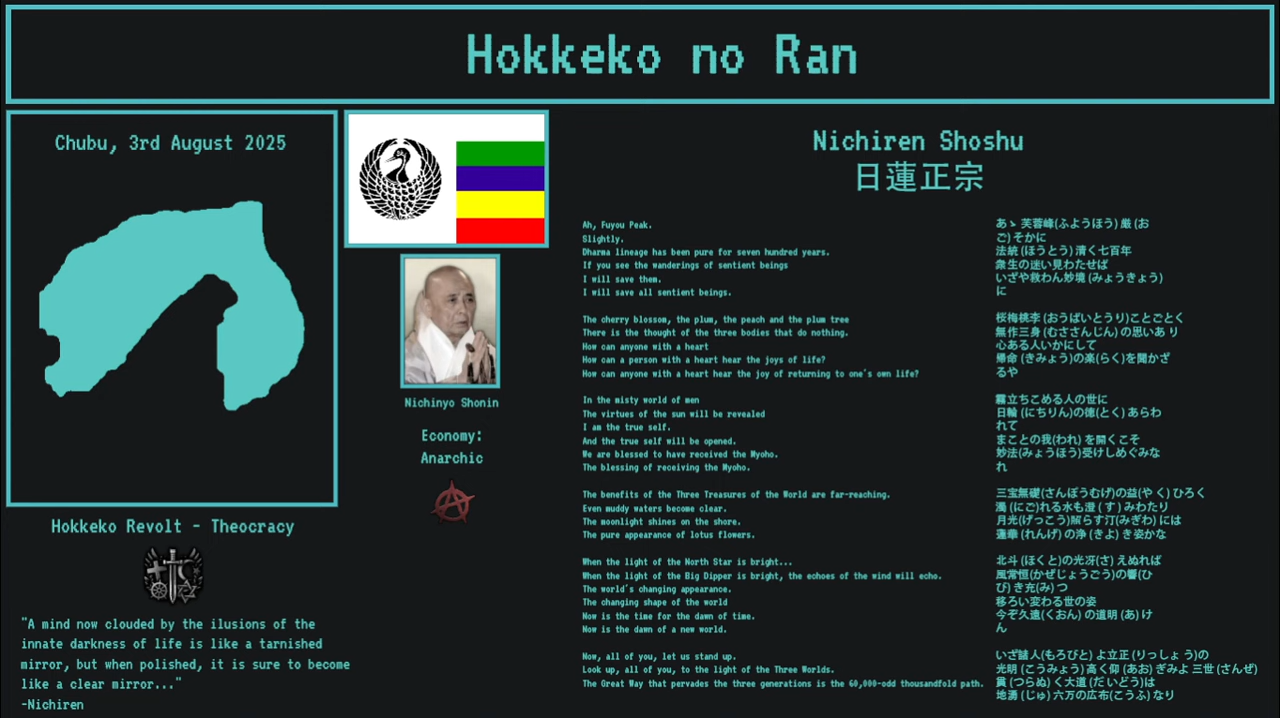 Hokkeko no Ran
Chubu, 3rd August 2025
Hokkeko Revolt - Theocracy
"A mind now clouded by the ilusions of the
innate darkness of life is like a tarnished
mirror, but when polished, it is sure to become
like a clear mirror..."
-Nichiren
Nichinyo Shonin
Economy:
Anarchic
Nichiren Shoshu
日蓮正宗
Ah, Fuyou Peak.
Slightly.
Dharma lineage has been pure for seven hundred years.
If you see the wanderings of sentient beings
I will save them.
I will save all sentient beings.
The cherry blossom, the plum, the peach and the plum tree
There is the thought of the three bodies that do nothing.
How can anyone with a heart
How can a person with a heart hear the joys of life?
How can anyone with a heart hear the joy of returning to one's own life?
In the misty world of men
The virtues of the sun will be revealed
I am the true self.
And the true self will be opened.
We are blessed to have received the Myoho.
The blessing of receiving the Myoho.
The benefits of the Three Treasures of the World are far-reaching.
Even muddy waters become clear.
The moonlight shines on the shore.
The pure appearance of lotus flowers.
When the light of the North Star is bright...
When the light of the Big Dipper is bright, the echoes of the wind will echo.
The world's changing appearance.
The changing shape of the world
Now is the time for the dawn of time.
Now is the dawn of a new world.
Now, all of you, let us stand up.
Look up, all of you, to the light of the Three Worlds.
The Great Way that pervades the three generations is the 60,000-odd thousandfold path.
あゝ 芙蓉峰(ふようほう) 厳 (お
ご) そかに
法統 (ほうとう) 清く七百年
衆生の迷い見わたせば
いざや救わん妙境 (みょうきょう)
に
桜梅桃李 (おうばいとうり)ことごとく
無作三身 (むささんじん) の思いあ り
心ある人いかにして
帰命 (きみょう)の楽(らく)を聞かざ
るや
霧立ちこめる人の世に
日輪 (にちりん)の徳(とく) あらわ
れて
まことの我(われ) を開くこそ
妙法(みょうほう)受けしめぐみな
れ
三宝無礙(さんぼうむげ)の益(や く) ひろく
濁 (にご)れる水も澄 ( す ) みわたり
月光(げっこう)照らす汀(みぎわ) には
蓮華 (れんげ) の浄 (きよ) き姿かな
北斗 (ほくと)の光冴(さ) えぬれば
風常恒(かぜじょうごう)の響(ひ
び) き充(み) つ
移ろい変わる世の姿
今ぞ久遠(くおん) の道明 (あ) け
ん
いざ諸人(もろびと) よ立正 (りっしょ う)の
光明 (こうみょう) 高く仰 (あお) ぎみよ 三世 (さんぜ)
貫 (つらぬ) く大道 (だ いどう)は
地湧 (じゅ) 六万の広布(こうふ) なり